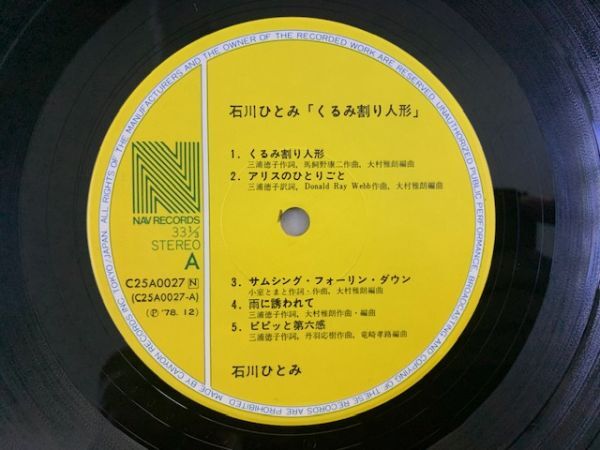 ALL RIGHTS OF THE MANUFACTURERS AND THE OWNER OF THE RECORDED WORK ARE RESERVED. UNAUTHORIZED PUBLIC PERFORMANCE, BROADCASTING AND COPYING OF THESE RECORDS ARE PROHIBITED. MADE BY CANYON RECORDS INC., TOKYO/JAPAN.
石川ひとみ「くるみ割り人形」
NAV RECORDS
33⅓
STEREO
A
C25A0027 N
(C25A0027-A)
(℗ '78. 12)
1. くるみ割り人形
三浦徳子作詞, 馬飼野康二作曲, 大村雅朗編曲
2. アリスのひとりごと
三浦徳子訳詞, Donald Ray Webb作曲, 大村雅朗編曲
3. サムシング・フォーリン・ダウン
小室とまと作詞・作曲, 大村雅朗編曲
4. 雨に誘われて
三浦徳子作詞, 大村雅朗作曲・編曲
5. ピピッと第六感
三浦徳子作詞, 丹羽応樹作曲, 竜崎孝路編曲
石川ひとみ